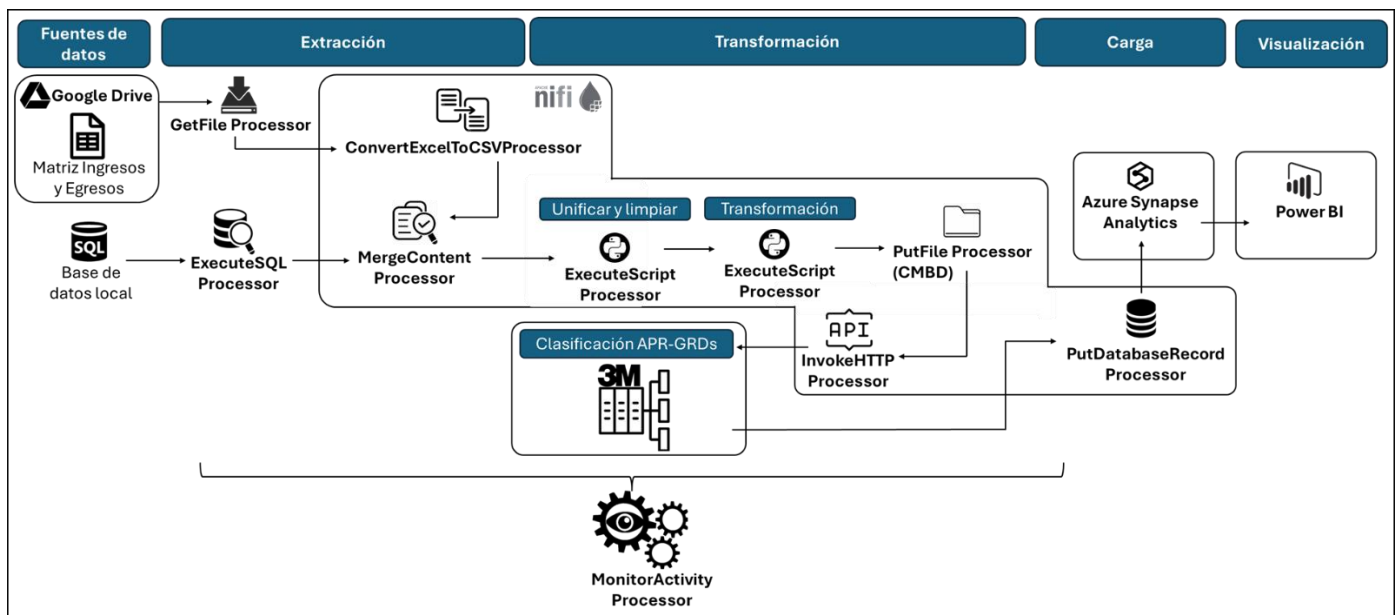 Fuentes de
datos
Extracción
Transformación
Carga
Visualización
Google Drive
Matriz Ingresos
y Egresos
GetFile Processor
nifi
ConvertExcelToCSVProcessor
SQL
Base de
datos local
ExecuteSQL
Processor
MergeContent
Processor
Unificar y limpiar
ExecuteScript
Processor
Transformación
ExecuteScript
Processor
PutFile Processor
(CMBD)
API
InvokeHTTP
Processor
Clasificación APR-GRDs
3M
PutDatabaseRecord
Processor
Azure Synapse
Analytics
Power BI
MonitorActivity
Processor